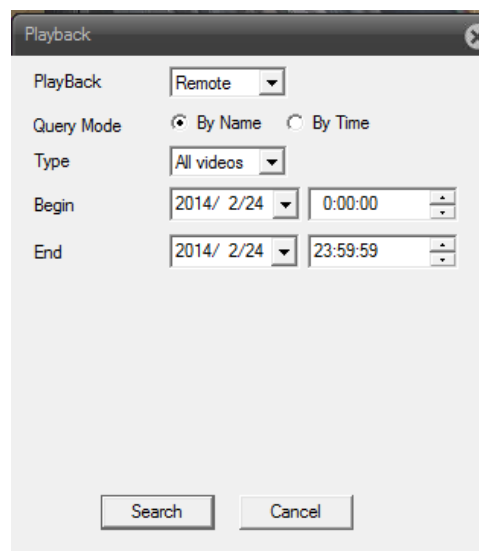 Playback
PlayBack Remote
Query Mode By Name By Time
Type All videos
Begin 2014/ 2/24 0:00:00
End 2014/ 2/24 23:59:59
Search Cancel